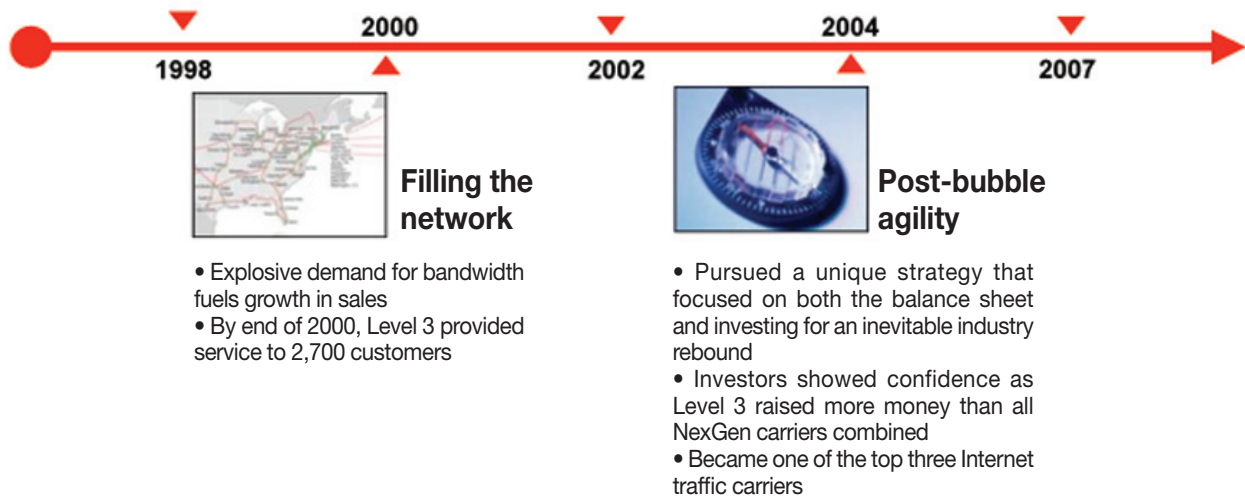 2000
2004
1998
2002
2007
Filling the
network
• Explosive demand for bandwidth
fuels growth in sales
• By end of 2000, Level 3 provided
service to 2,700 customers
Post-bubble
agility
• Pursued a unique strategy that
focused on both the balance sheet
and investing for an inevitable industry
rebound
• Investors showed confidence as
Level 3 raised more money than all
NexGen carriers combined
• Became one of the top three Internet
traffic carriers